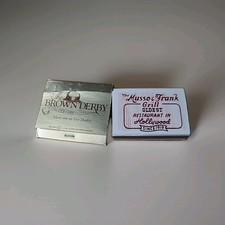 BROWN DERBY
The Musso & Frank
Grill
OLDEST
RESTAURANT IN
Hollywood
SINCE 1919